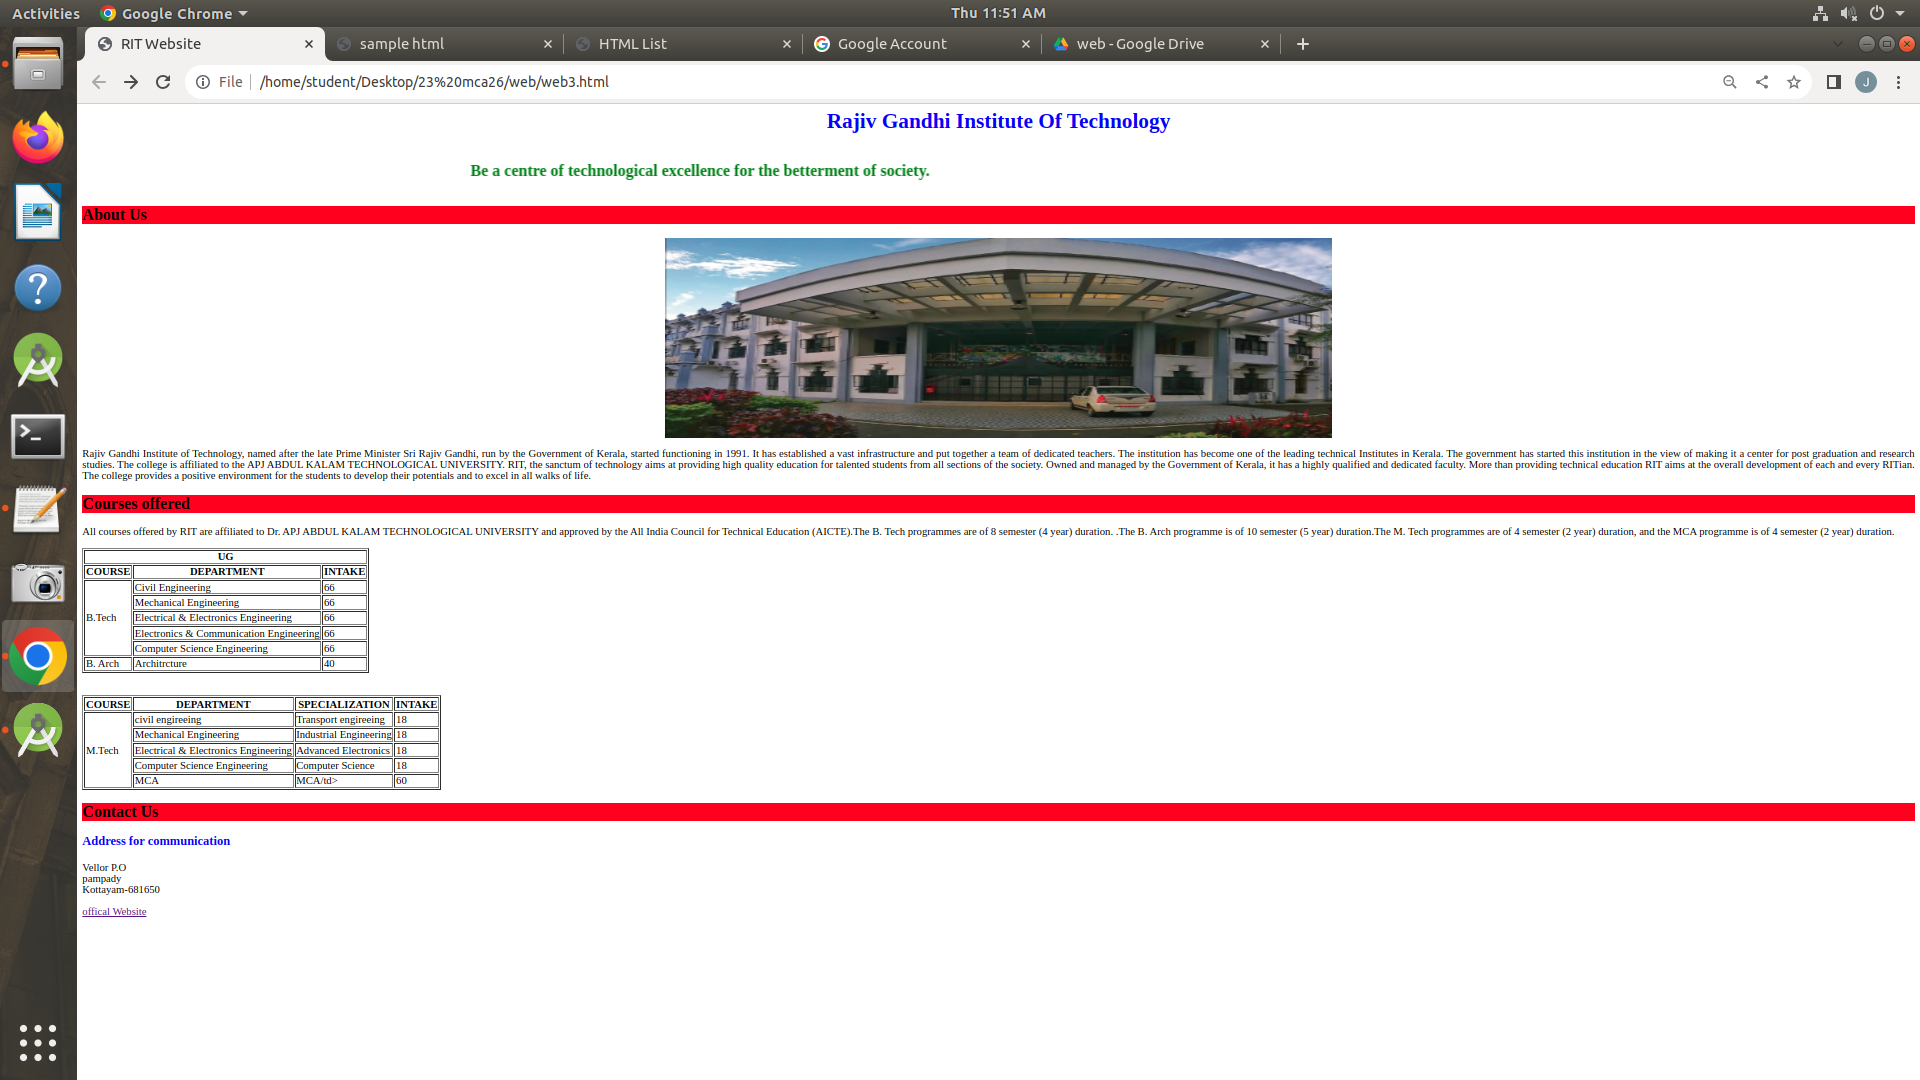 Activities Google Chrome Thu 11:51 AM
RIT Website sample html HTML List Google Account web - Google Drive
File /home/student/Desktop/23%20mca26/web/web3.html J
Rajiv Gandhi Institute Of Technology
Be a centre of technological excellence for the betterment of society.
About Us
Rajiv Gandhi Institute of Technology, named after the late Prime Minister Sri Rajiv Gandhi, run by the Government of Kerala, started functioning in 1991. It has established a vast infrastructure and put together a team of dedicated teachers. The institution has become one of the leading technical Institutes in Kerala. The government has started this institution in the view of making it a center for post graduation and research
studies. The college is affiliated to the APJ ABDUL KALAM TECHNOLOGICAL UNIVERSITY. RIT, the sanctum of technology aims at providing high quality education for talented students from all sections of the society. Owned and managed by the Government of Kerala, it has a highly qualified and dedicated faculty. More than providing technical education RIT aims at the overall development of each and every RITian.
The college provides a positive environment for the students to develop their potentials and to excel in all walks of life.
Courses offered
All courses offered by RIT are affiliated to Dr. APJ ABDUL KALAM TECHNOLOGICAL UNIVERSITY and approved by the All India Council for Technical Education (AICTE).The B. Tech programmes are of 8 semester (4 year) duration. .The B. Arch programme is of 10 semester (5 year) duration.The M. Tech programmes are of 4 semester (2 year) duration, and the MCA programme is of 4 semester (2 year) duration.
UG
COURSE DEPARTMENT INTAKE
Civil Engineering 66
Mechanical Engineering 66
B.Tech Electrical & Electronics Engineering 66
Electronics & Communication Engineering 66
Computer Science Engineering 66
B. Arch Architrcture 40
COURSE DEPARTMENT SPECIALIZATION INTAKE
civil engireeing Transport engireeing 18
Mechanical Engineering Industrial Engineering 18
M.Tech Electrical & Electronics Engineering Advanced Electronics 18
Computer Science Engineering Computer Science 18
MCA MCA/td> 60
Contact Us
Address for communication
Vellor P.O
pampady
Kottayam-681650
offical Website